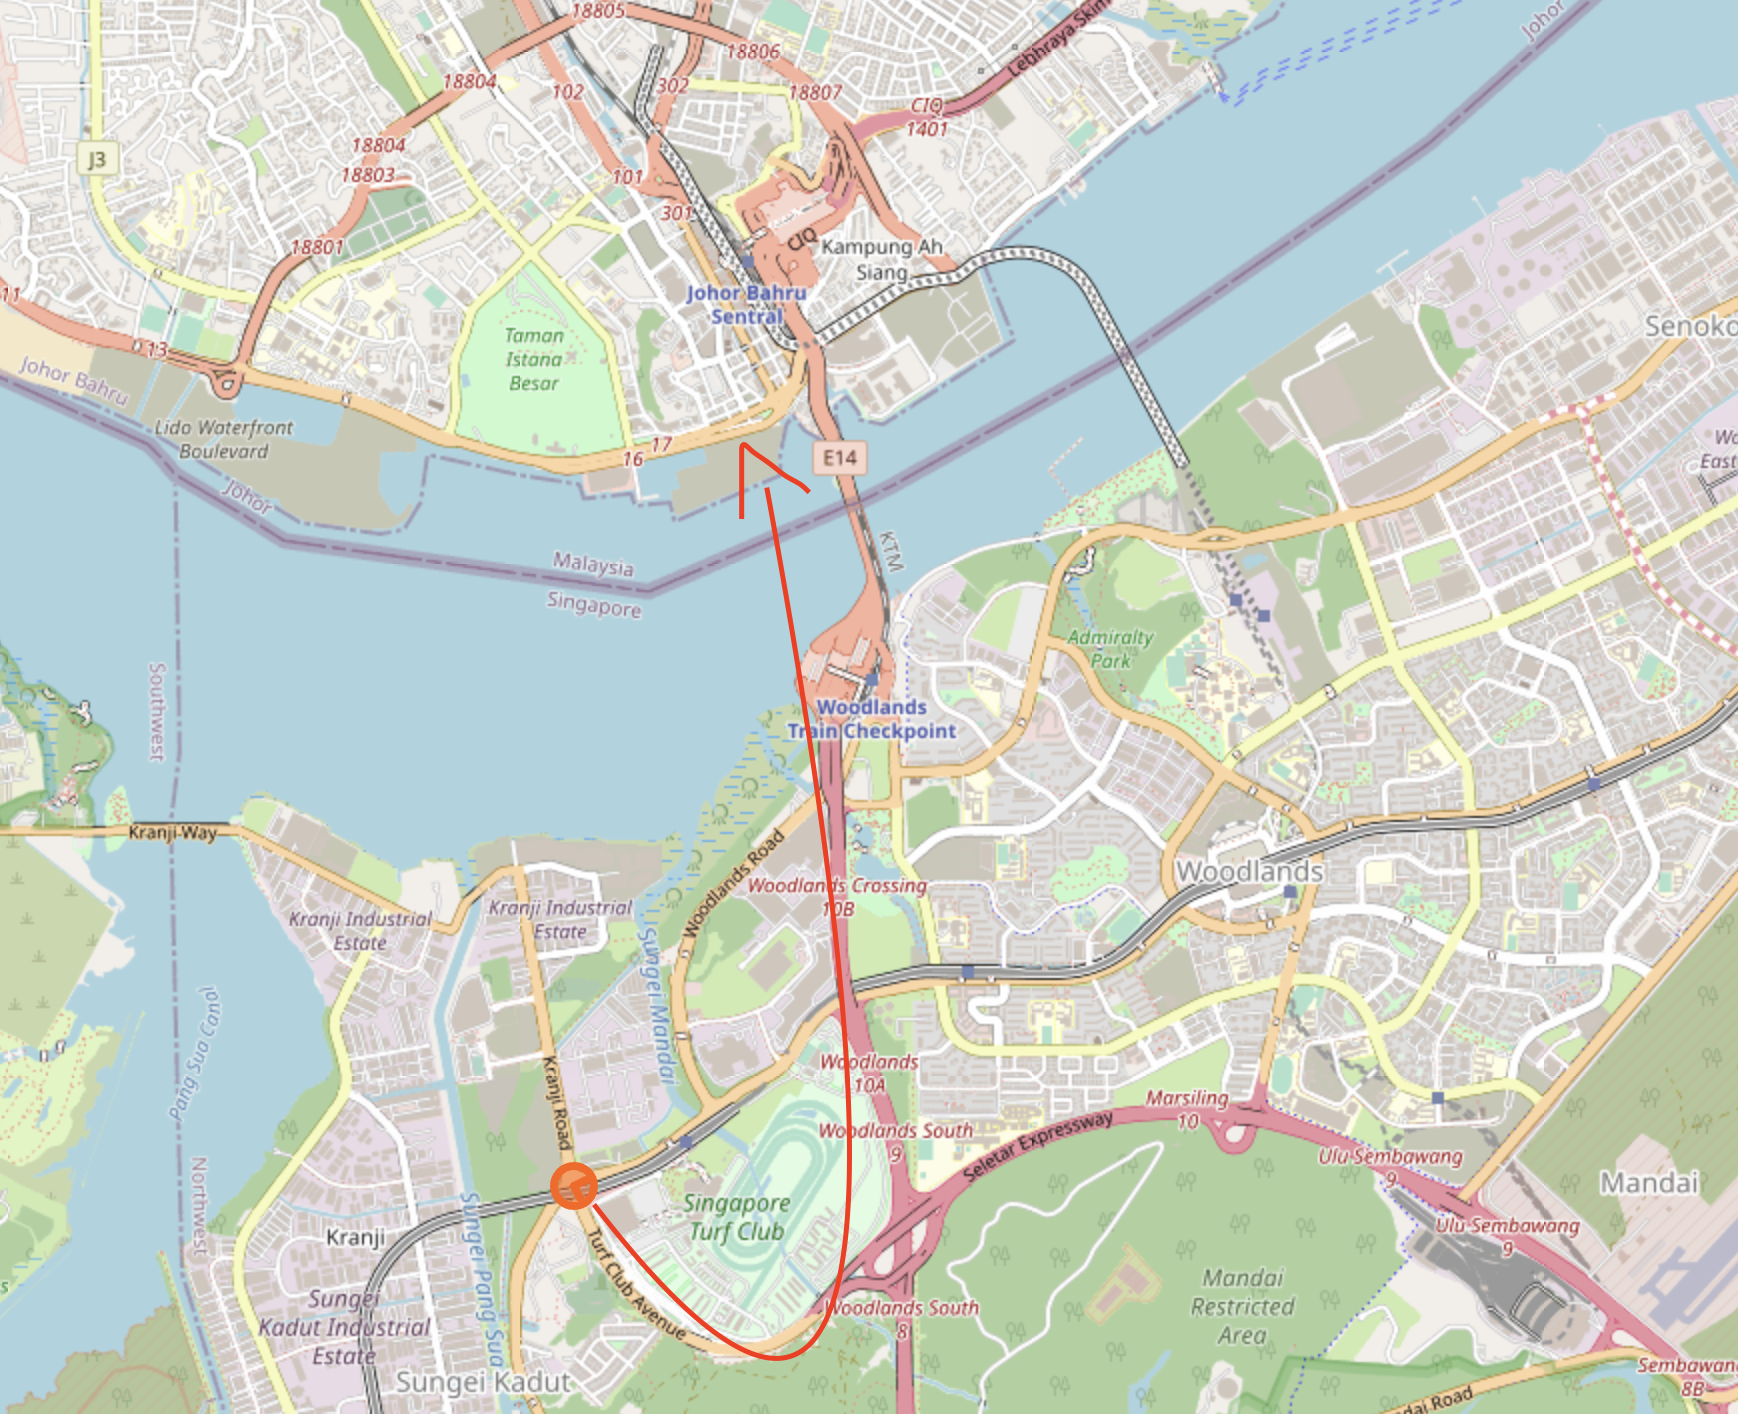 18805
18806
18804
302
102
18807
CIQ
1401
Lebhraya Skim
Johor
J3
18804
18803
101
301
18801
CIQ
Kampung Ah
Siang
11
Johor Bahru
Sentral
Taman
Istana
Besar
13
Johor Bahru
Lido Waterfront
Boulevard
16
17
E14
Senoko
Johor
KTM
Malaysia
Singapore
Admiralty
Park
Southwest
Woodlands
Train Checkpoint
Kranji Way
Woodlands Road
Woodlands
Woodlands Crossing
10B
Kranji Industrial
Estate
Kranji Industrial
Estate
Sungei Mandai
Pang Sua Canal
Kranji Road
Woodlands
10A
Marsiling
10
Woodlands South
9
Seletar Expressway
Ulu Sembawang
9
Northwest
Singapore
Turf Club
Mandai
Ulu Sembawang
9
Kranji
Sungei Pang Sua
Turf Club Avenue
Sungei
Kadut Industrial
Estate
Woodlands South
8
Mandai
Restricted
Area
Sungei Kadut
Sembawang
8B
dai Road